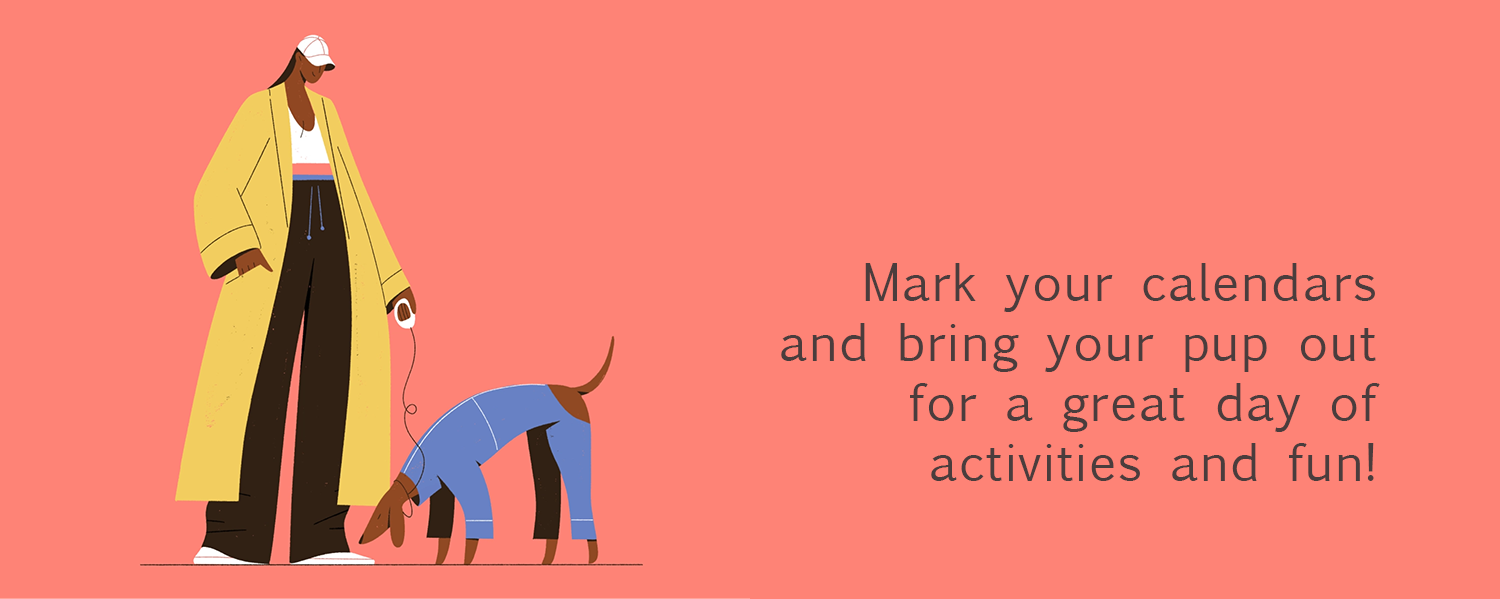 Mark your calendars
and bring your pup out
for a great day of
activities and fun!